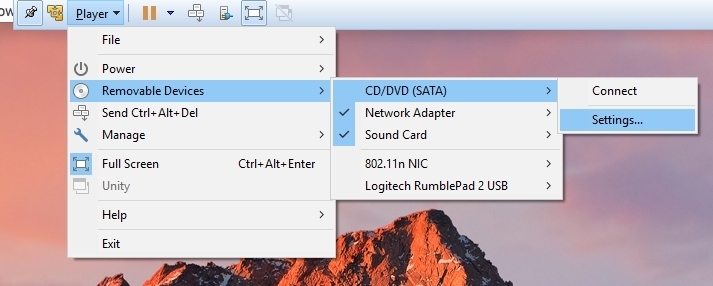 Player
File
Power
Removable Devices
Send Ctrl+Alt+Del
Manage
Full Screen Ctrl+Alt+Enter
Unity
Help
Exit
CD/DVD (SATA)
Network Adapter
Sound Card
802.11n NIC
Logitech RumblePad 2 USB
Connect
Settings...